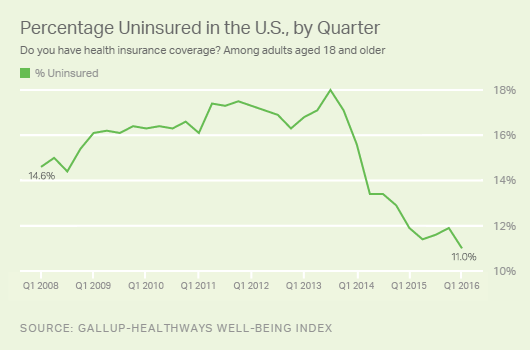 Percentage Uninsured in the U.S., by Quarter
Do you have health insurance coverage? Among adults aged 18 and older
% Uninsured
18%
16%
14%
12%
10%
14.6%
11.0%
Q1 2008 Q1 2009 Q1 2010 Q1 2011 Q1 2012 Q1 2013 Q1 2014 Q1 2015 Q1 2016
SOURCE: GALLUP-HEALTHWAYS WELL-BEING INDEX